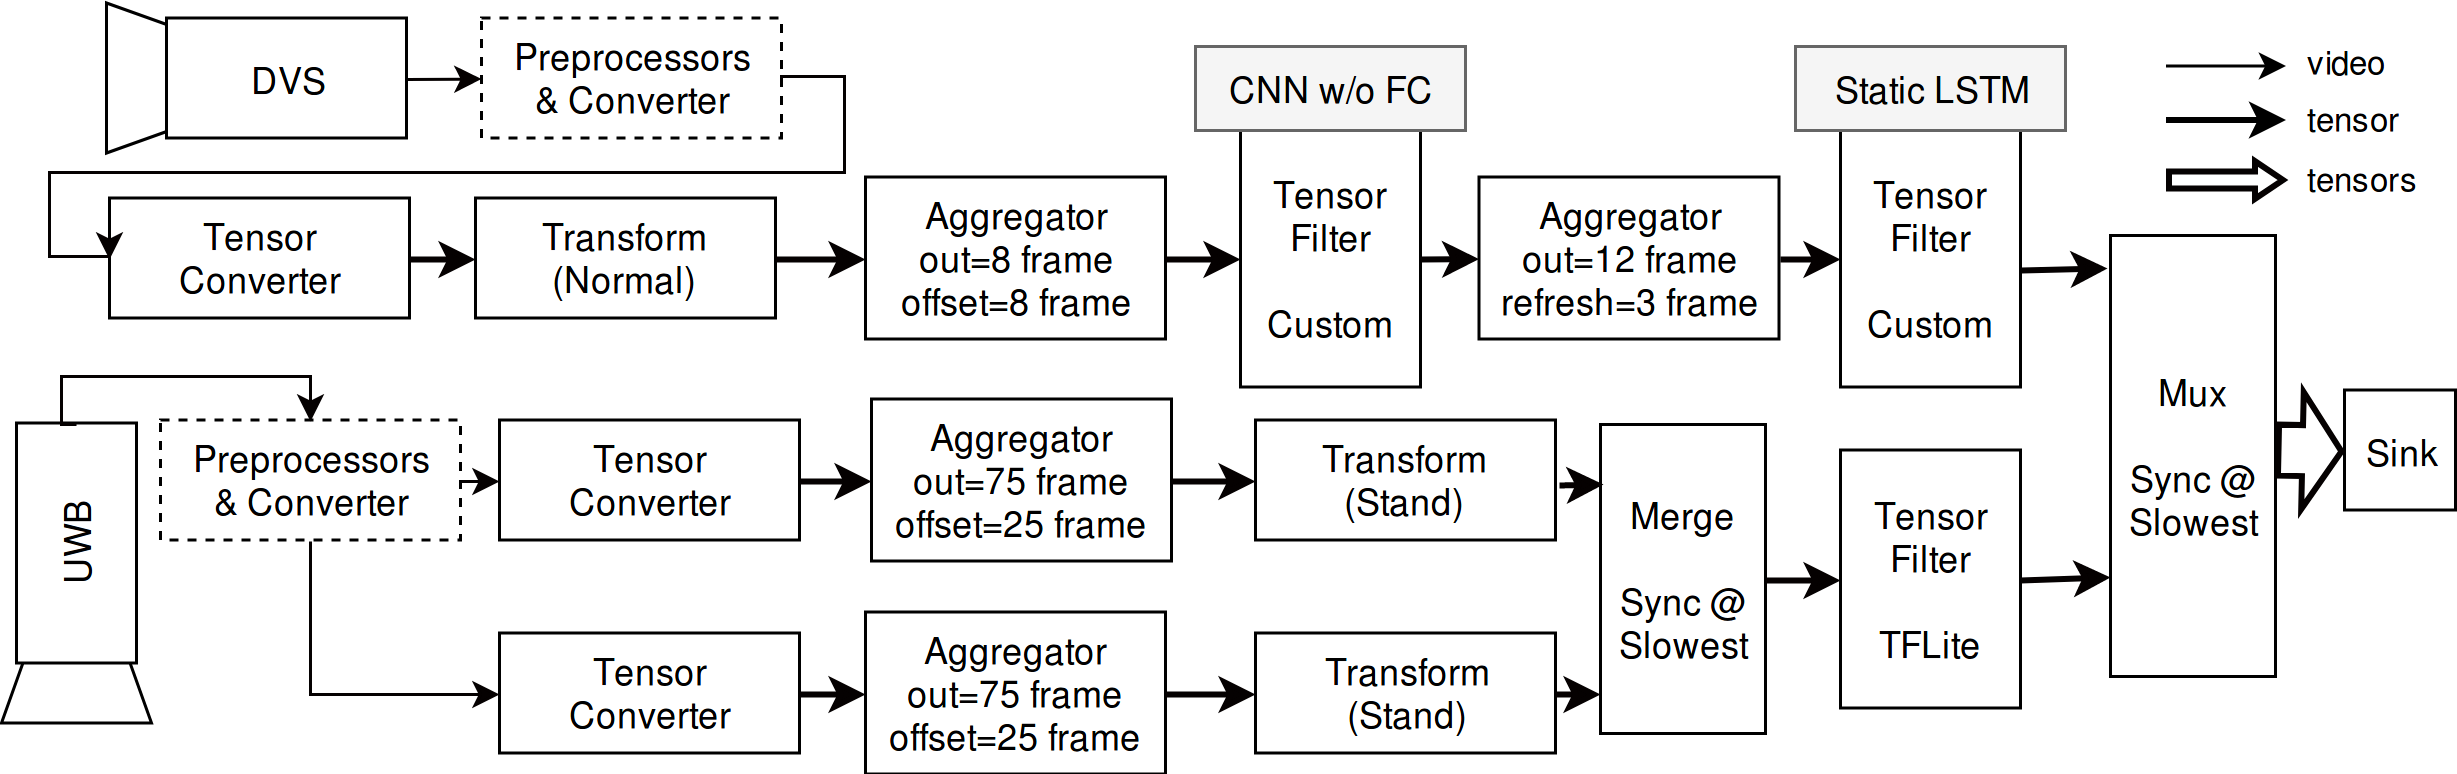 DVS
Preprocessors
& Converter
CNN w/o FC
Static LSTM
video
tensor
tensors
Tensor
Converter
Transform
(Normal)
Aggregator
out=8 frame
offset=8 frame
Tensor
Filter
Custom
Aggregator
out=12 frame
refresh=3 frame
Tensor
Filter
Custom
UWB
Preprocessors
& Converter
Tensor
Converter
Aggregator
out=75 frame
offset=25 frame
Transform
(Stand)
Tensor
Converter
Aggregator
out=75 frame
offset=25 frame
Transform
(Stand)
Merge
Sync @
Slowest
Tensor
Filter
TFLite
Mux
Sync @
Slowest
Sink